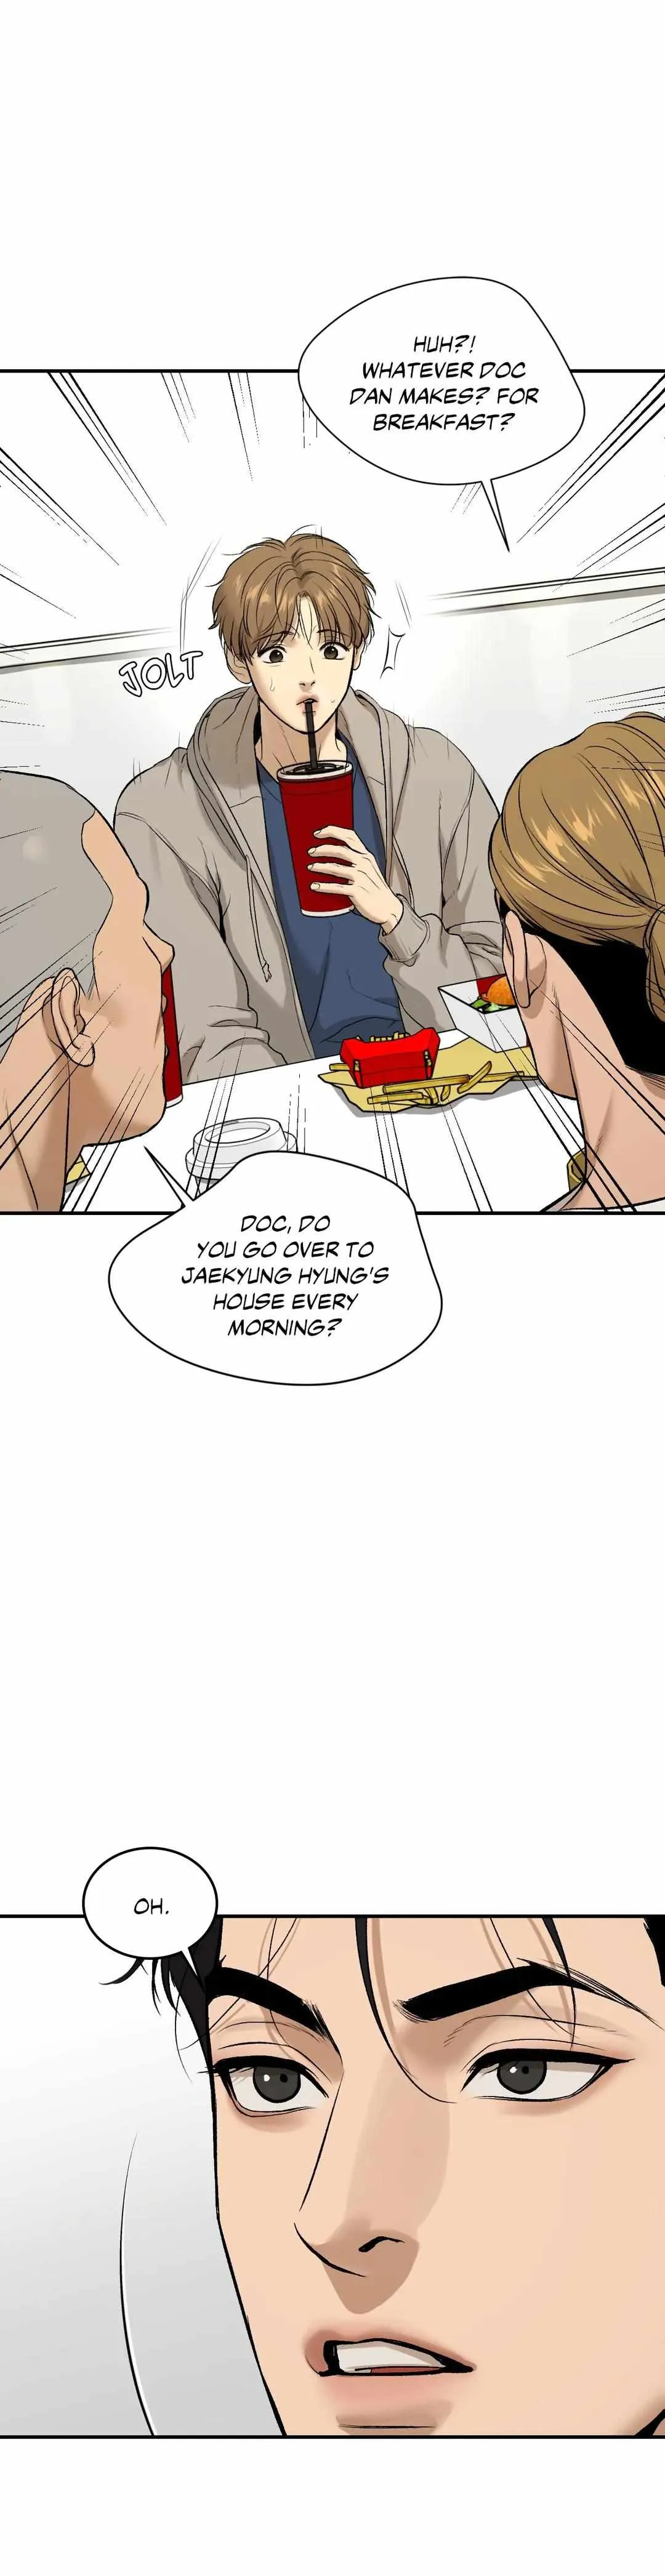 HUH?!
WHATEVER DOC
DAN MAKES? FOR
BREAKFAST?
JOLT
DOC, DO
YOU GO OVER TO
JAEKYUNG HYUNG'S
HOUSE EVERY
MORNING?
OH.